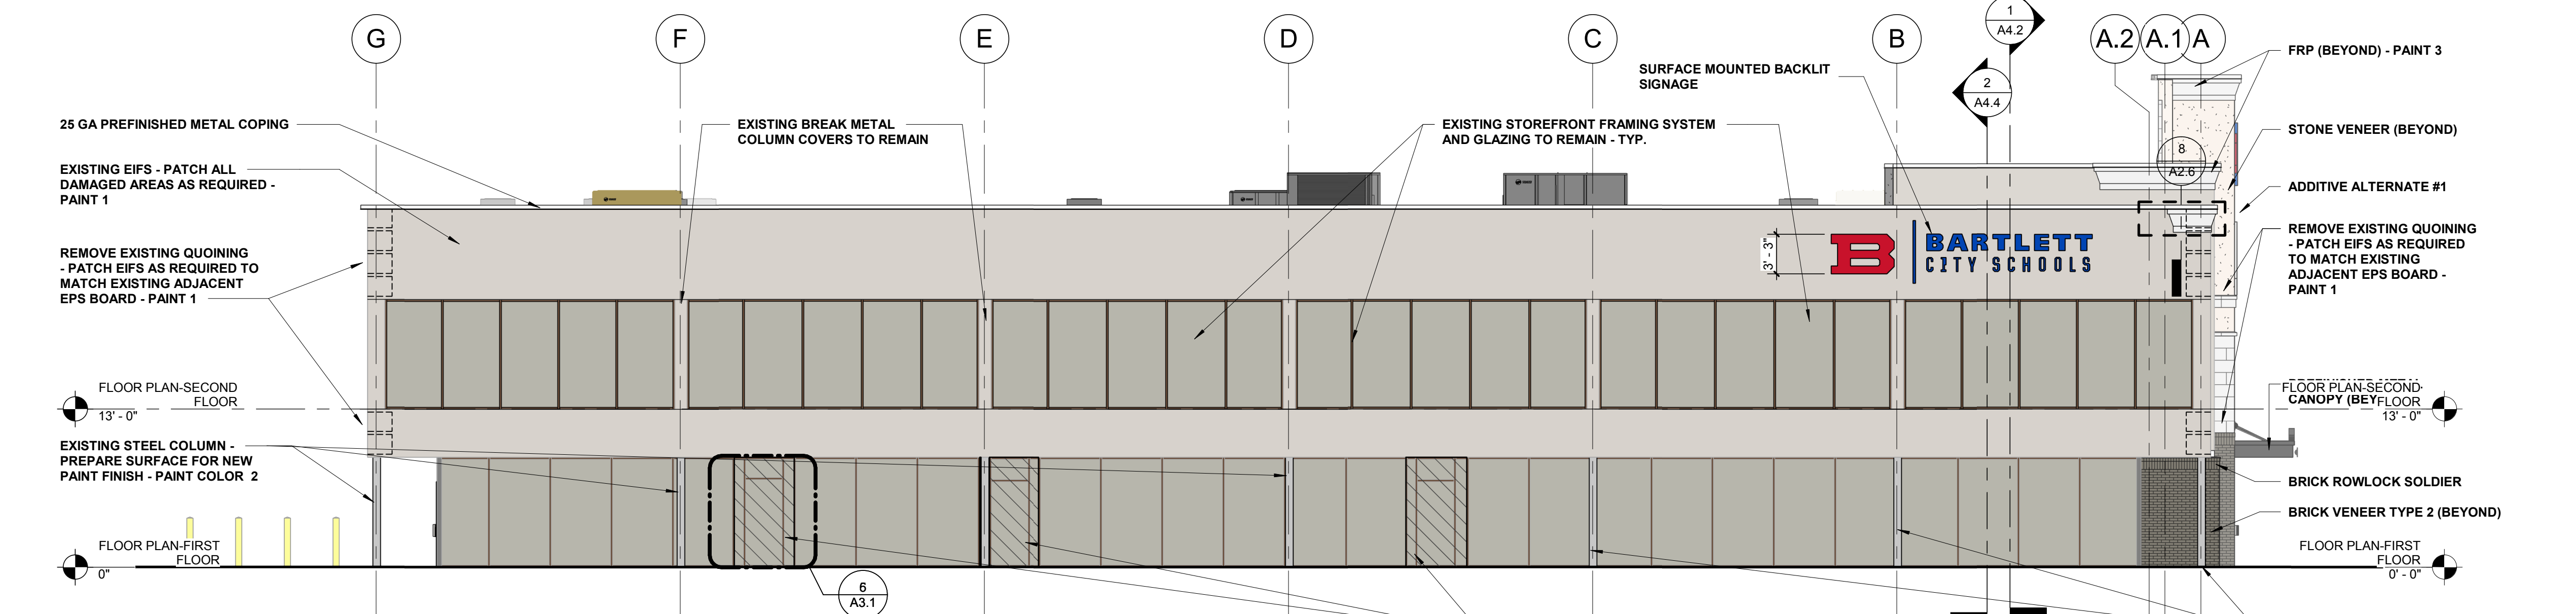 G
F
E
D
C
B
A.2
A.1
A
1
A4.2
2
A4.4
FRP (BEYOND) - PAINT 3
SURFACE MOUNTED BACKLIT
SIGNAGE
25 GA PREFINISHED METAL COPING
EXISTING BREAK METAL
COLUMN COVERS TO REMAIN
EXISTING STOREFRONT FRAMING SYSTEM
AND GLAZING TO REMAIN - TYP.
STONE VENEER (BEYOND)
8
A2.6
EXISTING EIFS - PATCH ALL
DAMAGED AREAS AS REQUIRED -
PAINT 1
ADDITIVE ALTERNATE #1
REMOVE EXISTING QUOINING
- PATCH EIFS AS REQUIRED TO
MATCH EXISTING ADJACENT
EPS BOARD - PAINT 1
3' - 3"
B
BARTLETT
CITY SCHOOLS
REMOVE EXISTING QUOINING
- PATCH EIFS AS REQUIRED
TO MATCH EXISTING
ADJACENT EPS BOARD -
PAINT 1
FLOOR PLAN-SECOND
FLOOR
13' - 0"
FLOOR PLAN-SECOND
CANOPY (BEY
FLOOR
13' - 0"
EXISTING STEEL COLUMN -
PREPARE SURFACE FOR NEW
PAINT FINISH - PAINT COLOR 2
BRICK ROWLOCK SOLDIER
BRICK VENEER TYPE 2 (BEYOND)
FLOOR PLAN-FIRST
FLOOR
0"
FLOOR PLAN-FIRST
FLOOR
0' - 0"
6
A3.1